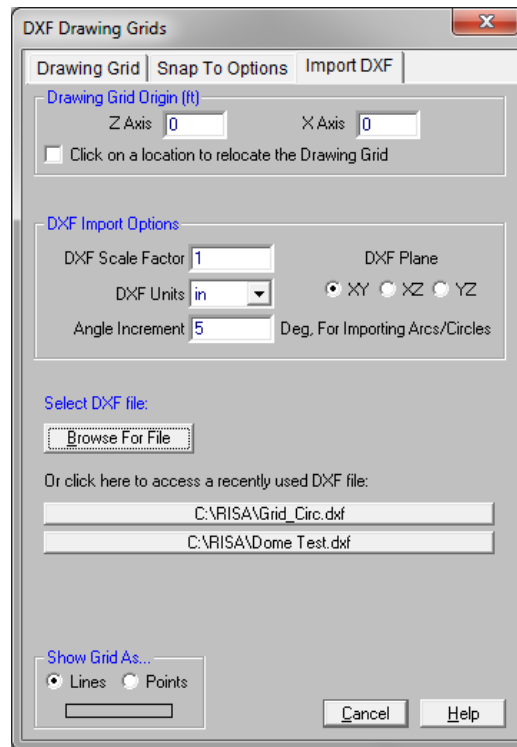 DXF Drawing Grids
Drawing Grid Snap To Options Import DXF
Drawing Grid Origin (ft)
Z Axis 0 X Axis 0
Click on a location to relocate the Drawing Grid
DXF Import Options
DXF Scale Factor 1 DXF Plane
DXF Units in XY XZ YZ
Angle Increment 5 Deg, For Importing Arcs/Circles
Select DXF file:
Browse For File
Or click here to access a recently used DXF file:
C:\RISA\Grid_Circ.dxf
C:\RISA\Dome Test.dxf
Show Grid As...
Lines Points
Cancel Help